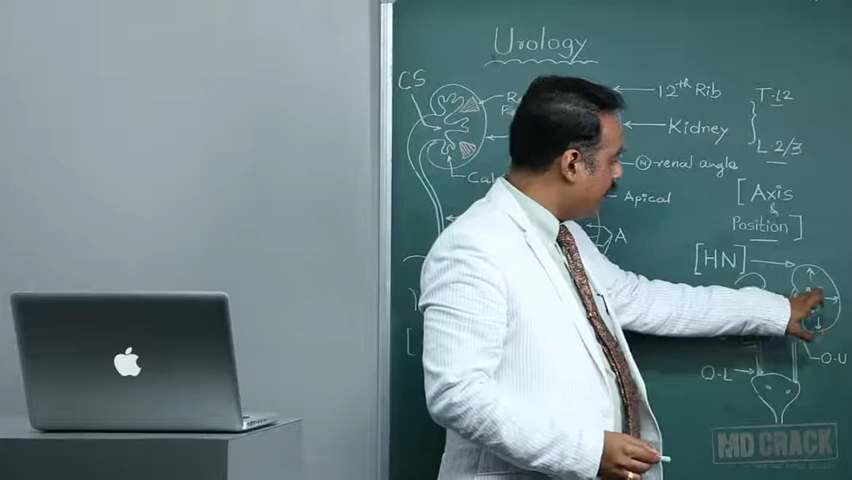 Urology
CS
12th Rib
T-12
Kidney
L-2/3
N-renal angle
[Axis
&
Position]
Apical
A
[HN]
O-U
O-L
MD CRACK